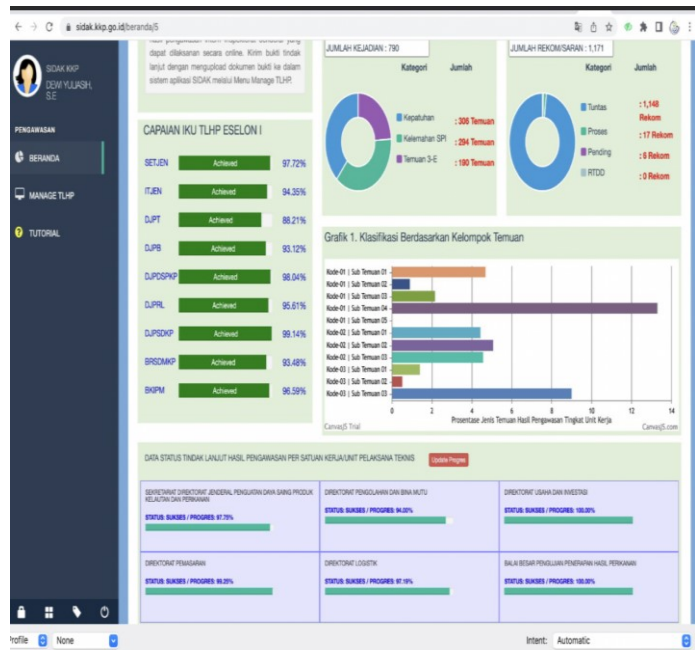 sidak.kkp.go.id/beranda/5
SIDAK KKP
DEWI YULIASIH,
S.E
PENGAWASAN
BERANDA
MANAGE TLHP
TUTORIAL
dapat dilaksanan secara online. Kirim bukti tindak
lanjut dengan mengupload dokumen bukti ke dalam
sistem aplikasi SIDAK melalui Menu Manage TLHP.
CAPAIAN IKU TLHP ESELON I
SETJEN Achieved 97.72%
ITJEN Achieved 94.35%
DJPT Achieved 88.21%
DJPB Achieved 93.12%
DJPDSPKP Achieved 98.04%
DJPRL Achieved 95.61%
DJPSDKP Achieved 99.14%
BRSDMKP Achieved 93.48%
BKIPM Achieved 96.59%
JUMLAH KEJADIAN : 790
Kategori Jumlah
Kepatuhan : 306 Temuan
Kelemahan SPI : 294 Temuan
Temuan 3-E : 190 Temuan
JUMLAH REKOM/SARAN : 1,171
Kategori Jumlah
Tuntas : 1,148
Rekom
Proses : 17 Rekom
Pending : 6 Rekom
RTDD : 0 Rekom
Grafik 1. Klasifikasi Berdasarkan Kelompok Temuan
Kode-01 | Sub Temuan 01
Kode-01 | Sub Temuan 02
Kode-01 | Sub Temuan 03
Kode-01 | Sub Temuan 04
Kode-01 | Sub Temuan 05
Kode-02 | Sub Temuan 01
Kode-02 | Sub Temuan 02
Kode-02 | Sub Temuan 03
Kode-03 | Sub Temuan 01
Kode-03 | Sub Temuan 02
Kode-03 | Sub Temuan 03
0 2 4 6 8 10 12 14
Prosentase Jenis Temuan Hasil Pengawasan Tingkat Unit Kerja
CanvasJS Trial
CanvasJS.com
DATA STATUS TINDAK LANJUT HASIL PENGAWASAN PER SATUAN KERJA/UNIT PELAKSANA TEKNIS
Update Progres
SEKRETARIAT DIREKTORAT JENDERAL PENGUATAN DAYA SAING PRODUK
KELAUTAN DAN PERIKANAN
STATUS: SUKSES / PROGRES: 97.75%
DIREKTORAT PENGOLAHAN DAN BINA MUTU
STATUS: SUKSES / PROGRES: 94.00%
DIREKTORAT USAHA DAN INVESTASI
STATUS: SUKSES / PROGRES: 100.00%
DIREKTORAT PEMASARAN
STATUS: SUKSES / PROGRES: 99.25%
DIREKTORAT LOGISTIK
STATUS: SUKSES / PROGRES: 97.19%
BALAI BESAR PENGUJIAN PENERAPAN HASIL PERIKANAN
STATUS: SUKSES / PROGRES: 100.00%
Profile
None
Intent:
Automatic